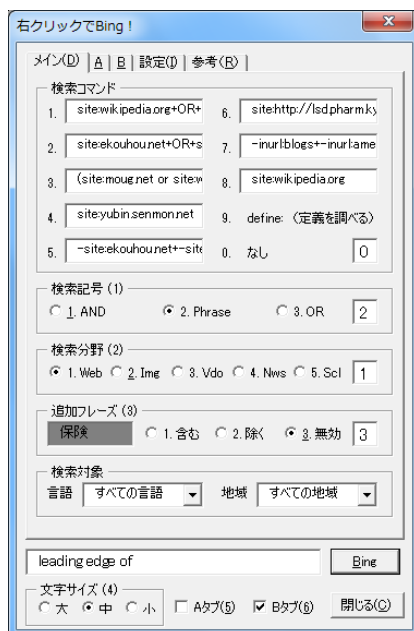 右クリックでBing！
メイン(D) A B 設定(I) 参考(R)
検索コマンド
1. site:wikipedia.org+OR+ 6. site:http://lsd.pharm.ky
2. site:ekouhou.net+OR+s 7. -inurl:blogs+-inurl:ame
3. (site:moug.net or site:w 8. site:wikipedia.org
4. site:yubin.senmon.net 9. define: (定義を調べる)
5. -site:ekouhou.net+-site 0. なし 0
検索記号 (1)
1. AND 2. Phrase 3. OR 2
検索分野 (2)
1. Web 2. Img 3. Vdo 4. Nws 5. Scl 1
追加フレーズ (3)
保険 1. 含む 2. 除く 3. 無効 3
検索対象
言語 すべての言語 地域 すべての地域
leading edge of Bing
文字サイズ (4)
大 中 小 Aタブ(5) Bタブ(6) 閉じる(C)